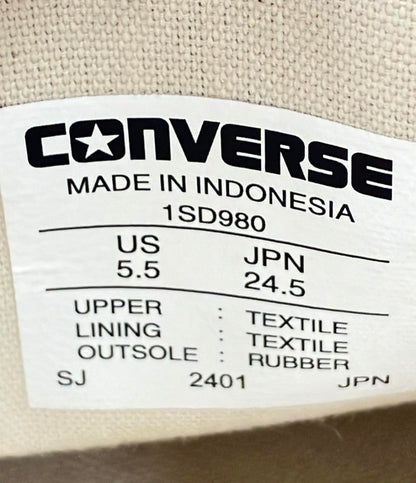 CONVERSE
MADE IN INDONESIA
1SD980
US JPN
5.5 24.5
UPPER : TEXTILE
LINING : TEXTILE
OUTSOLE : RUBBER
SJ 2401 JPN